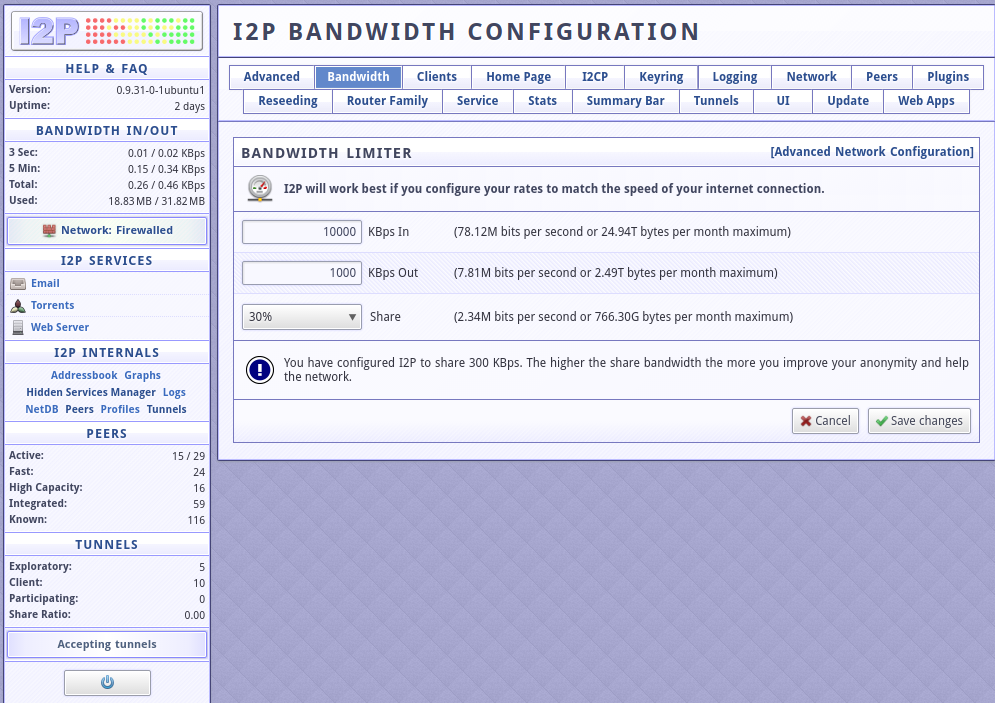 I2P
HELP & FAQ
Version: 0.9.31-0-1ubuntu1
Uptime: 2 days
BANDWIDTH IN/OUT
3 Sec: 0.01 / 0.02 KBps
5 Min: 0.15 / 0.34 KBps
Total: 0.26 / 0.46 KBps
Used: 18.83 MB / 31.82 MB
Network: Firewalled
I2P SERVICES
Email
Torrents
Web Server
I2P INTERNALS
Addressbook Graphs
Hidden Services Manager Logs
NetDB Peers Profiles Tunnels
PEERS
Active: 15 / 29
Fast: 24
High Capacity: 16
Integrated: 59
Known: 116
TUNNELS
Exploratory: 5
Client: 10
Participating: 0
Share Ratio: 0.00
Accepting tunnels
I2P BANDWIDTH CONFIGURATION
Advanced Bandwidth Clients Home Page I2CP Keyring Logging Network Peers Plugins
Reseeding Router Family Service Stats Summary Bar Tunnels UI Update Web Apps
BANDWIDTH LIMITER [Advanced Network Configuration]
I2P will work best if you configure your rates to match the speed of your internet connection.
10000 KBps In (78.12M bits per second or 24.94T bytes per month maximum)
1000 KBps Out (7.81M bits per second or 2.49T bytes per month maximum)
30% Share (2.34M bits per second or 766.30G bytes per month maximum)
You have configured I2P to share 300 KBps. The higher the share bandwidth the more you improve your anonymity and help
the network.
Cancel Save changes